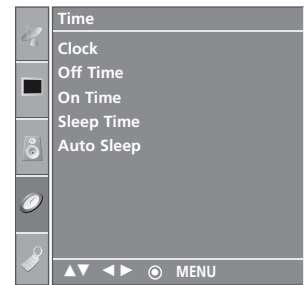 Time
Clock
Off Time
On Time
Sleep Time
Auto Sleep
▲▼ ◄► ⦿ MENU